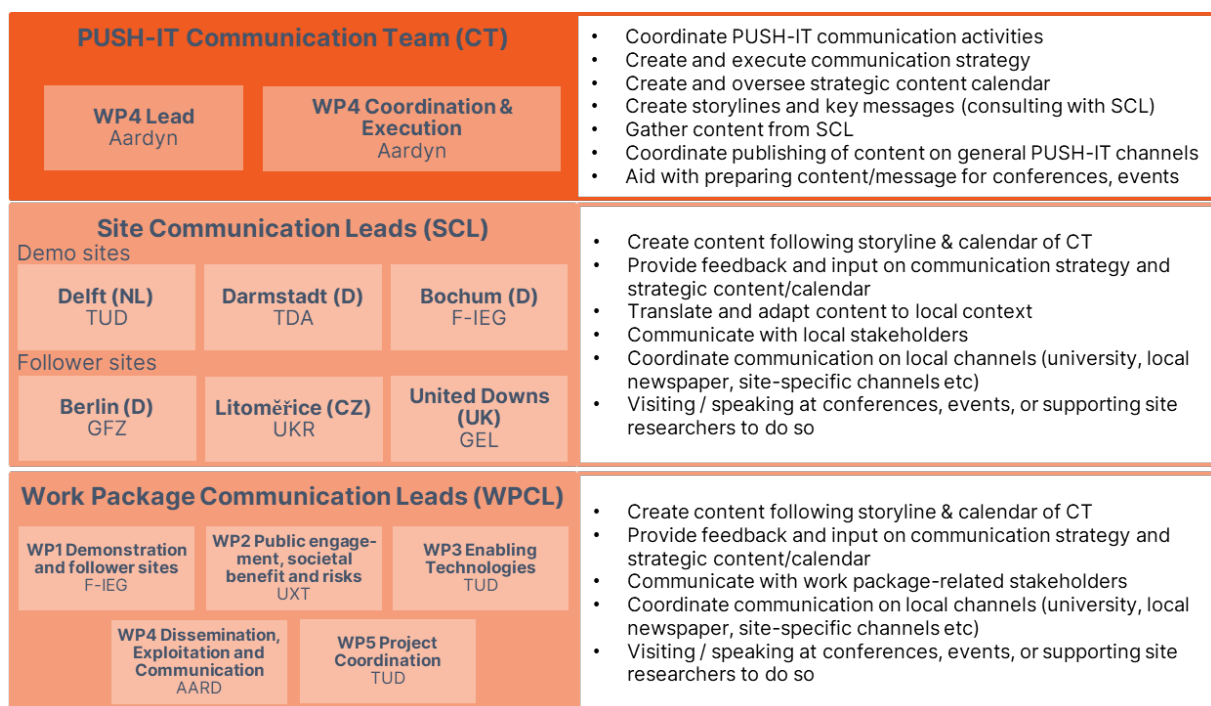 PUSH-IT Communication Team (CT)
WP4 Lead
Aardyn
WP4 Coordination &
Execution
Aardyn
• Coordinate PUSH-IT communication activities
• Create and execute communication strategy
• Create and oversee strategic content calendar
• Create storylines and key messages (consulting with SCL)
• Gather content from SCL
• Coordinate publishing of content on general PUSH-IT channels
• Aid with preparing content/message for conferences, events
Site Communication Leads (SCL)
Demo sites
Delft (NL)
TUD
Darmstadt (D)
TDA
Bochum (D)
F-IEG
Follower sites
Berlin (D)
GFZ
Litoměřice (CZ)
UKR
United Downs
(UK)
GEL
• Create content following storyline & calendar of CT
• Provide feedback and input on communication strategy and
strategic content/calendar
• Translate and adapt content to local context
• Communicate with local stakeholders
• Coordinate communication on local channels (university, local
newspaper, site-specific channels etc)
• Visiting / speaking at conferences, events, or supporting site
researchers to do so
Work Package Communication Leads (WPCL)
WP1 Demonstration
and follower sites
F-IEG
WP2 Public engage-
ment, societal
benefit and risks
UXT
WP3 Enabling
Technologies
TUD
WP4 Dissemination,
Exploitation and
Communication
AARD
WP5 Project
Coordination
TUD
• Create content following storyline & calendar of CT
• Provide feedback and input on communication strategy and
strategic content/calendar
• Communicate with work package-related stakeholders
• Coordinate communication on local channels (university, local
newspaper, site-specific channels etc)
• Visiting / speaking at conferences, events, or supporting site
researchers to do so